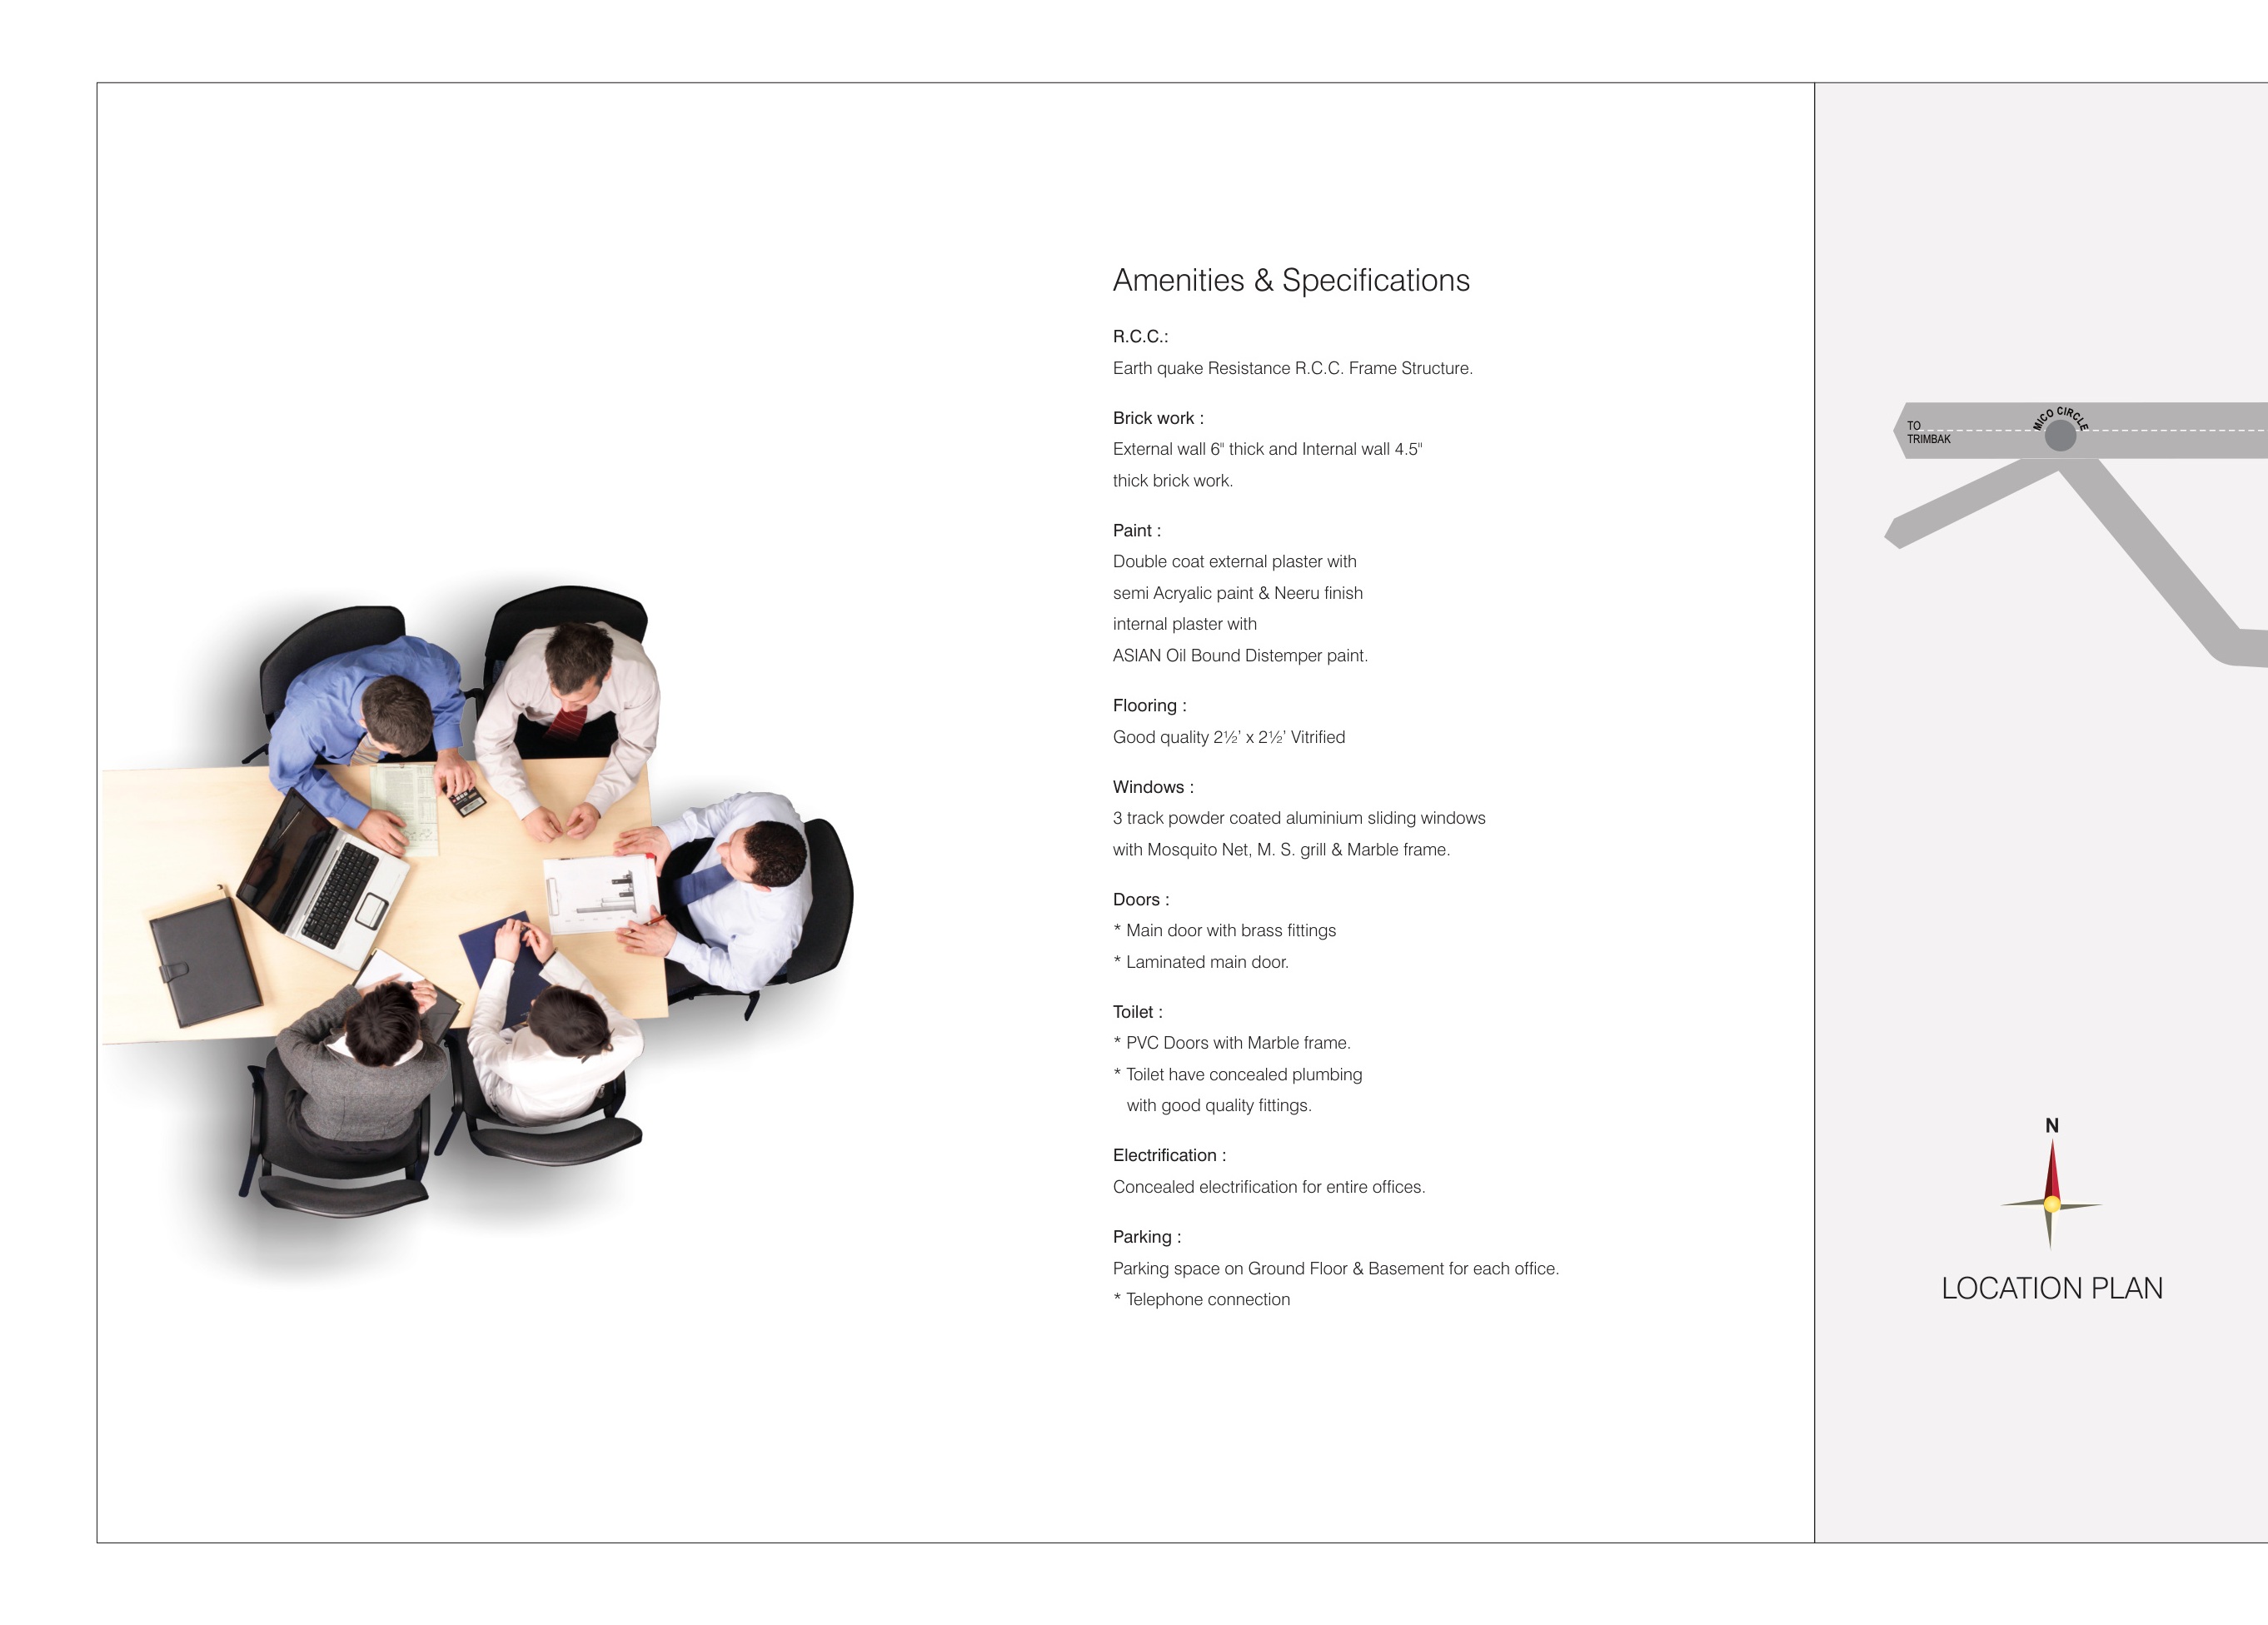 Amenities & Specifications
R.C.C.:
Earth quake Resistance R.C.C. Frame Structure.
Brick work :
External wall 6" thick and Internal wall 4.5"
thick brick work.
Paint :
Double coat external plaster with
semi Acryalic paint & Neeru finish
internal plaster with
ASIAN Oil Bound Distemper paint.
Flooring :
Good quality 2½’ x 2½’ Vitrified
Windows :
3 track powder coated aluminium sliding windows
with Mosquito Net, M. S. grill & Marble frame.
Doors :
* Main door with brass fittings
* Laminated main door.
Toilet :
* PVC Doors with Marble frame.
* Toilet have concealed plumbing
with good quality fittings.
Electrification :
Concealed electrification for entire offices.
Parking :
Parking space on Ground Floor & Basement for each office.
* Telephone connection
MICO CIRCLE
TO
TRIMBAK
N
LOCATION PLAN